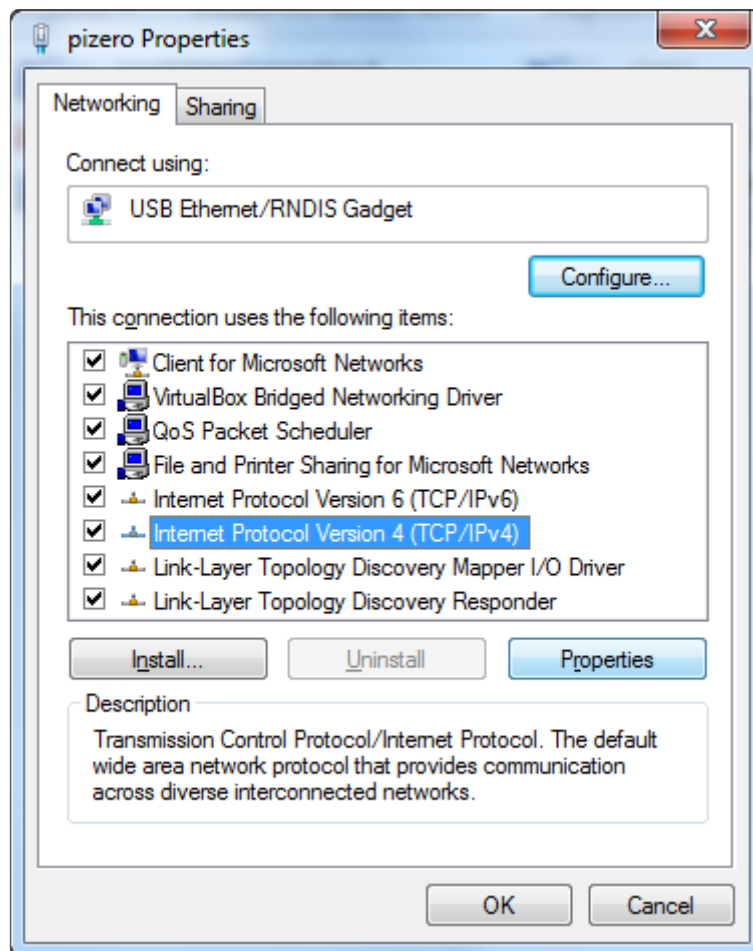 pizero Properties
Networking
Sharing
Connect using:
USB Ethernet/RNDIS Gadget
Configure...
This connection uses the following items:
Client for Microsoft Networks
VirtualBox Bridged Networking Driver
QoS Packet Scheduler
File and Printer Sharing for Microsoft Networks
Internet Protocol Version 6 (TCP/IPv6)
Internet Protocol Version 4 (TCP/IPv4)
Link-Layer Topology Discovery Mapper I/O Driver
Link-Layer Topology Discovery Responder
Install...
Uninstall
Properties
Description
Transmission Control Protocol/Internet Protocol. The default
wide area network protocol that provides communication
across diverse interconnected networks.
OK
Cancel